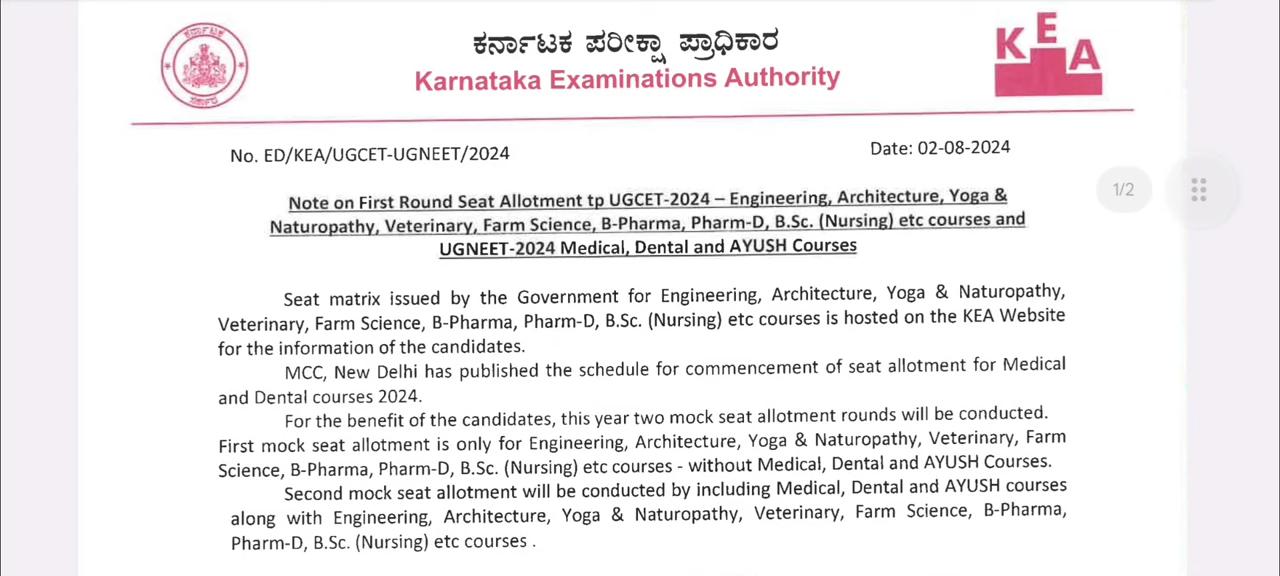 ಕರ್ನಾಟಕ ಪರೀಕ್ಷಾ ಪ್ರಾಧಿಕಾರ
Karnataka Examinations Authority
KEA
ಕರ್ನಾಟಕ
ಸರ್ಕಾರ
No. ED/KEA/UGCET-UGNEET/2024
Date: 02-08-2024
1/2
Note on First Round Seat Allotment tp UGCET-2024 – Engineering, Architecture, Yoga &
Naturopathy, Veterinary, Farm Science, B-Pharma, Pharm-D, B.Sc. (Nursing) etc courses and
UGNEET-2024 Medical, Dental and AYUSH Courses
Seat matrix issued by the Government for Engineering, Architecture, Yoga & Naturopathy,
Veterinary, Farm Science, B-Pharma, Pharm-D, B.Sc. (Nursing) etc courses is hosted on the KEA Website
for the information of the candidates.
MCC, New Delhi has published the schedule for commencement of seat allotment for Medical
and Dental courses 2024.
For the benefit of the candidates, this year two mock seat allotment rounds will be conducted.
First mock seat allotment is only for Engineering, Architecture, Yoga & Naturopathy, Veterinary, Farm
Science, B-Pharma, Pharm-D, B.Sc. (Nursing) etc courses - without Medical, Dental and AYUSH Courses.
Second mock seat allotment will be conducted by including Medical, Dental and AYUSH courses
along with Engineering, Architecture, Yoga & Naturopathy, Veterinary, Farm Science, B-Pharma,
Pharm-D, B.Sc. (Nursing) etc courses .